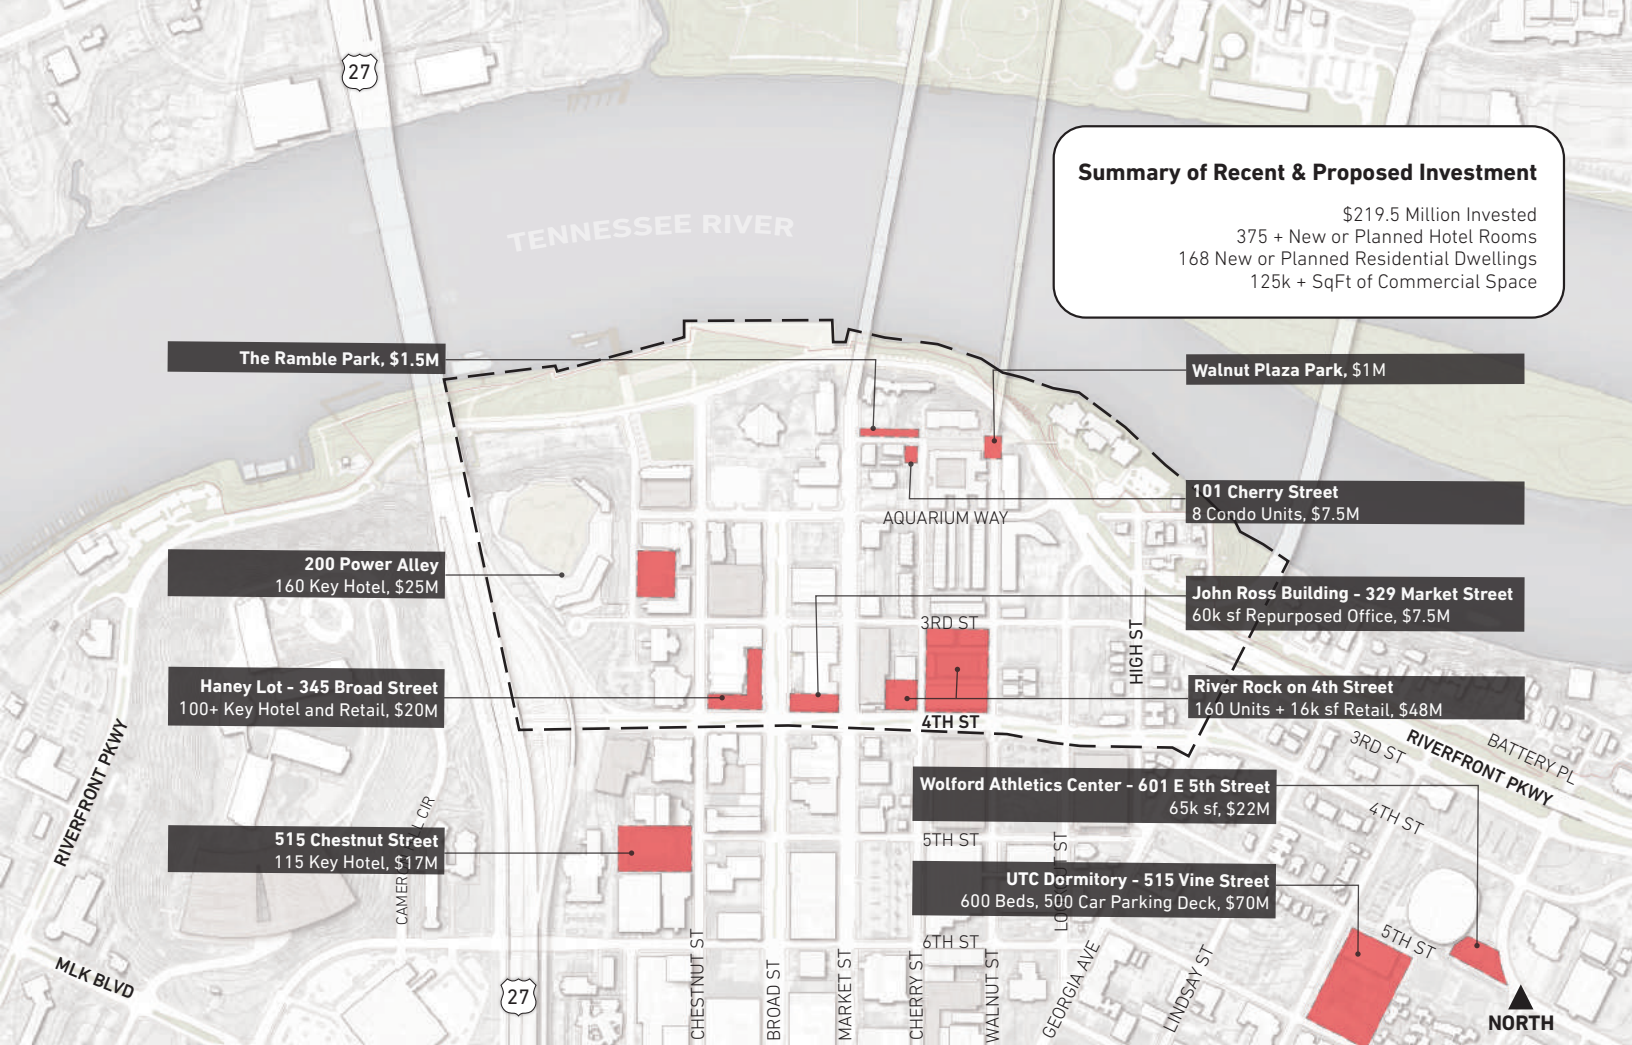 27
Summary of Recent & Proposed Investment
$219.5 Million Invested
375 + New or Planned Hotel Rooms
168 New or Planned Residential Dwellings
125k + SqFt of Commercial Space
TENNESSEE RIVER
The Ramble Park, $1.5M
Walnut Plaza Park, $1M
101 Cherry Street
8 Condo Units, $7.5M
AQUARIUM WAY
200 Power Alley
160 Key Hotel, $25M
John Ross Building - 329 Market Street
60k sf Repurposed Office, $7.5M
3RD ST
HIGH ST
Haney Lot - 345 Broad Street
100+ Key Hotel and Retail, $20M
River Rock on 4th Street
160 Units + 16k sf Retail, $48M
4TH ST
RIVERFRONT PKWY
3RD ST
RIVERFRONT PKWY
BATTERY PL
4TH ST
Wolford Athletics Center - 601 E 5th Street
65k sf, $22M
515 Chestnut Street
115 Key Hotel, $17M
5TH ST
UTC Dormitory - 515 Vine Street
600 Beds, 500 Car Parking Deck, $70M
6TH ST
5TH ST
MLK BLVD
27
CHESTNUT ST
BROAD ST
MARKET ST
CHERRY ST
WALNUT ST
GEORGIA AVE
LINDSAY ST
NORTH